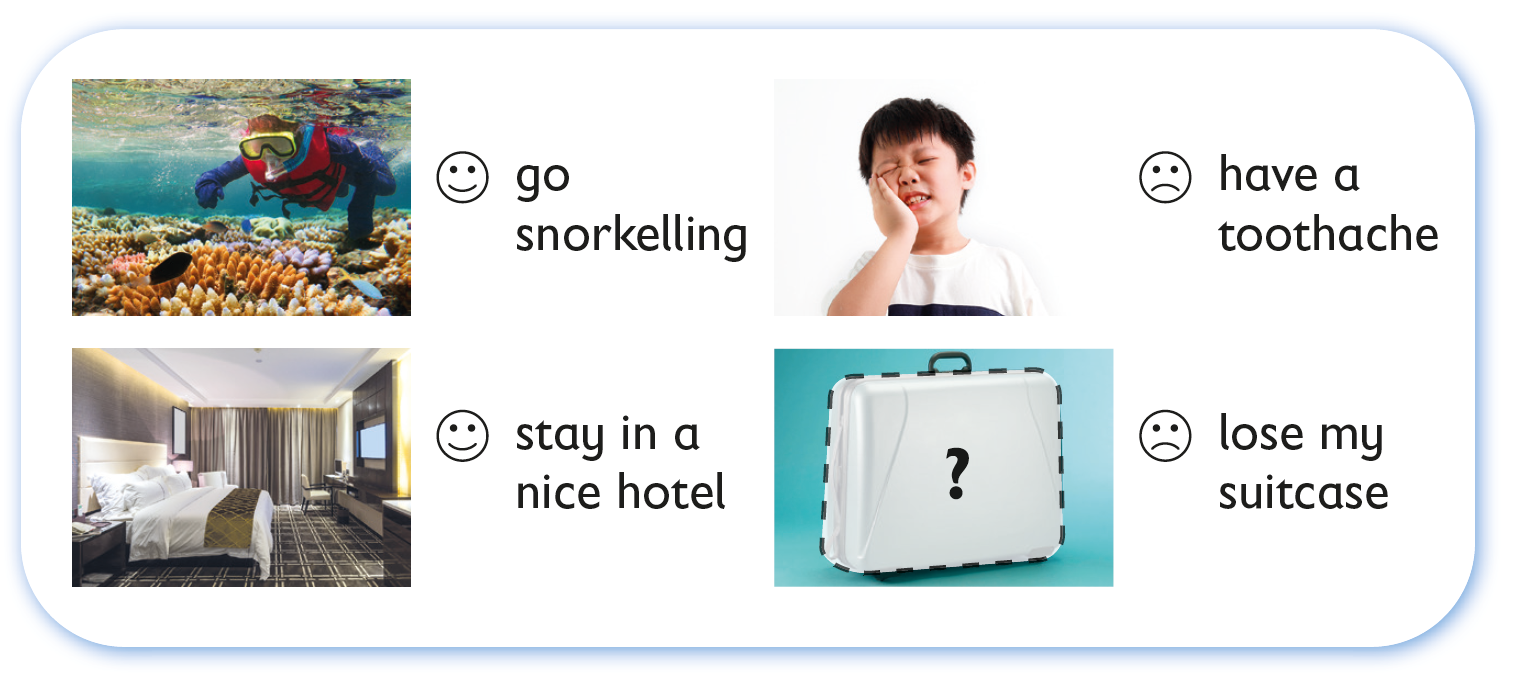 go
snorkelling
have a
toothache
stay in a
nice hotel
?
lose my
suitcase